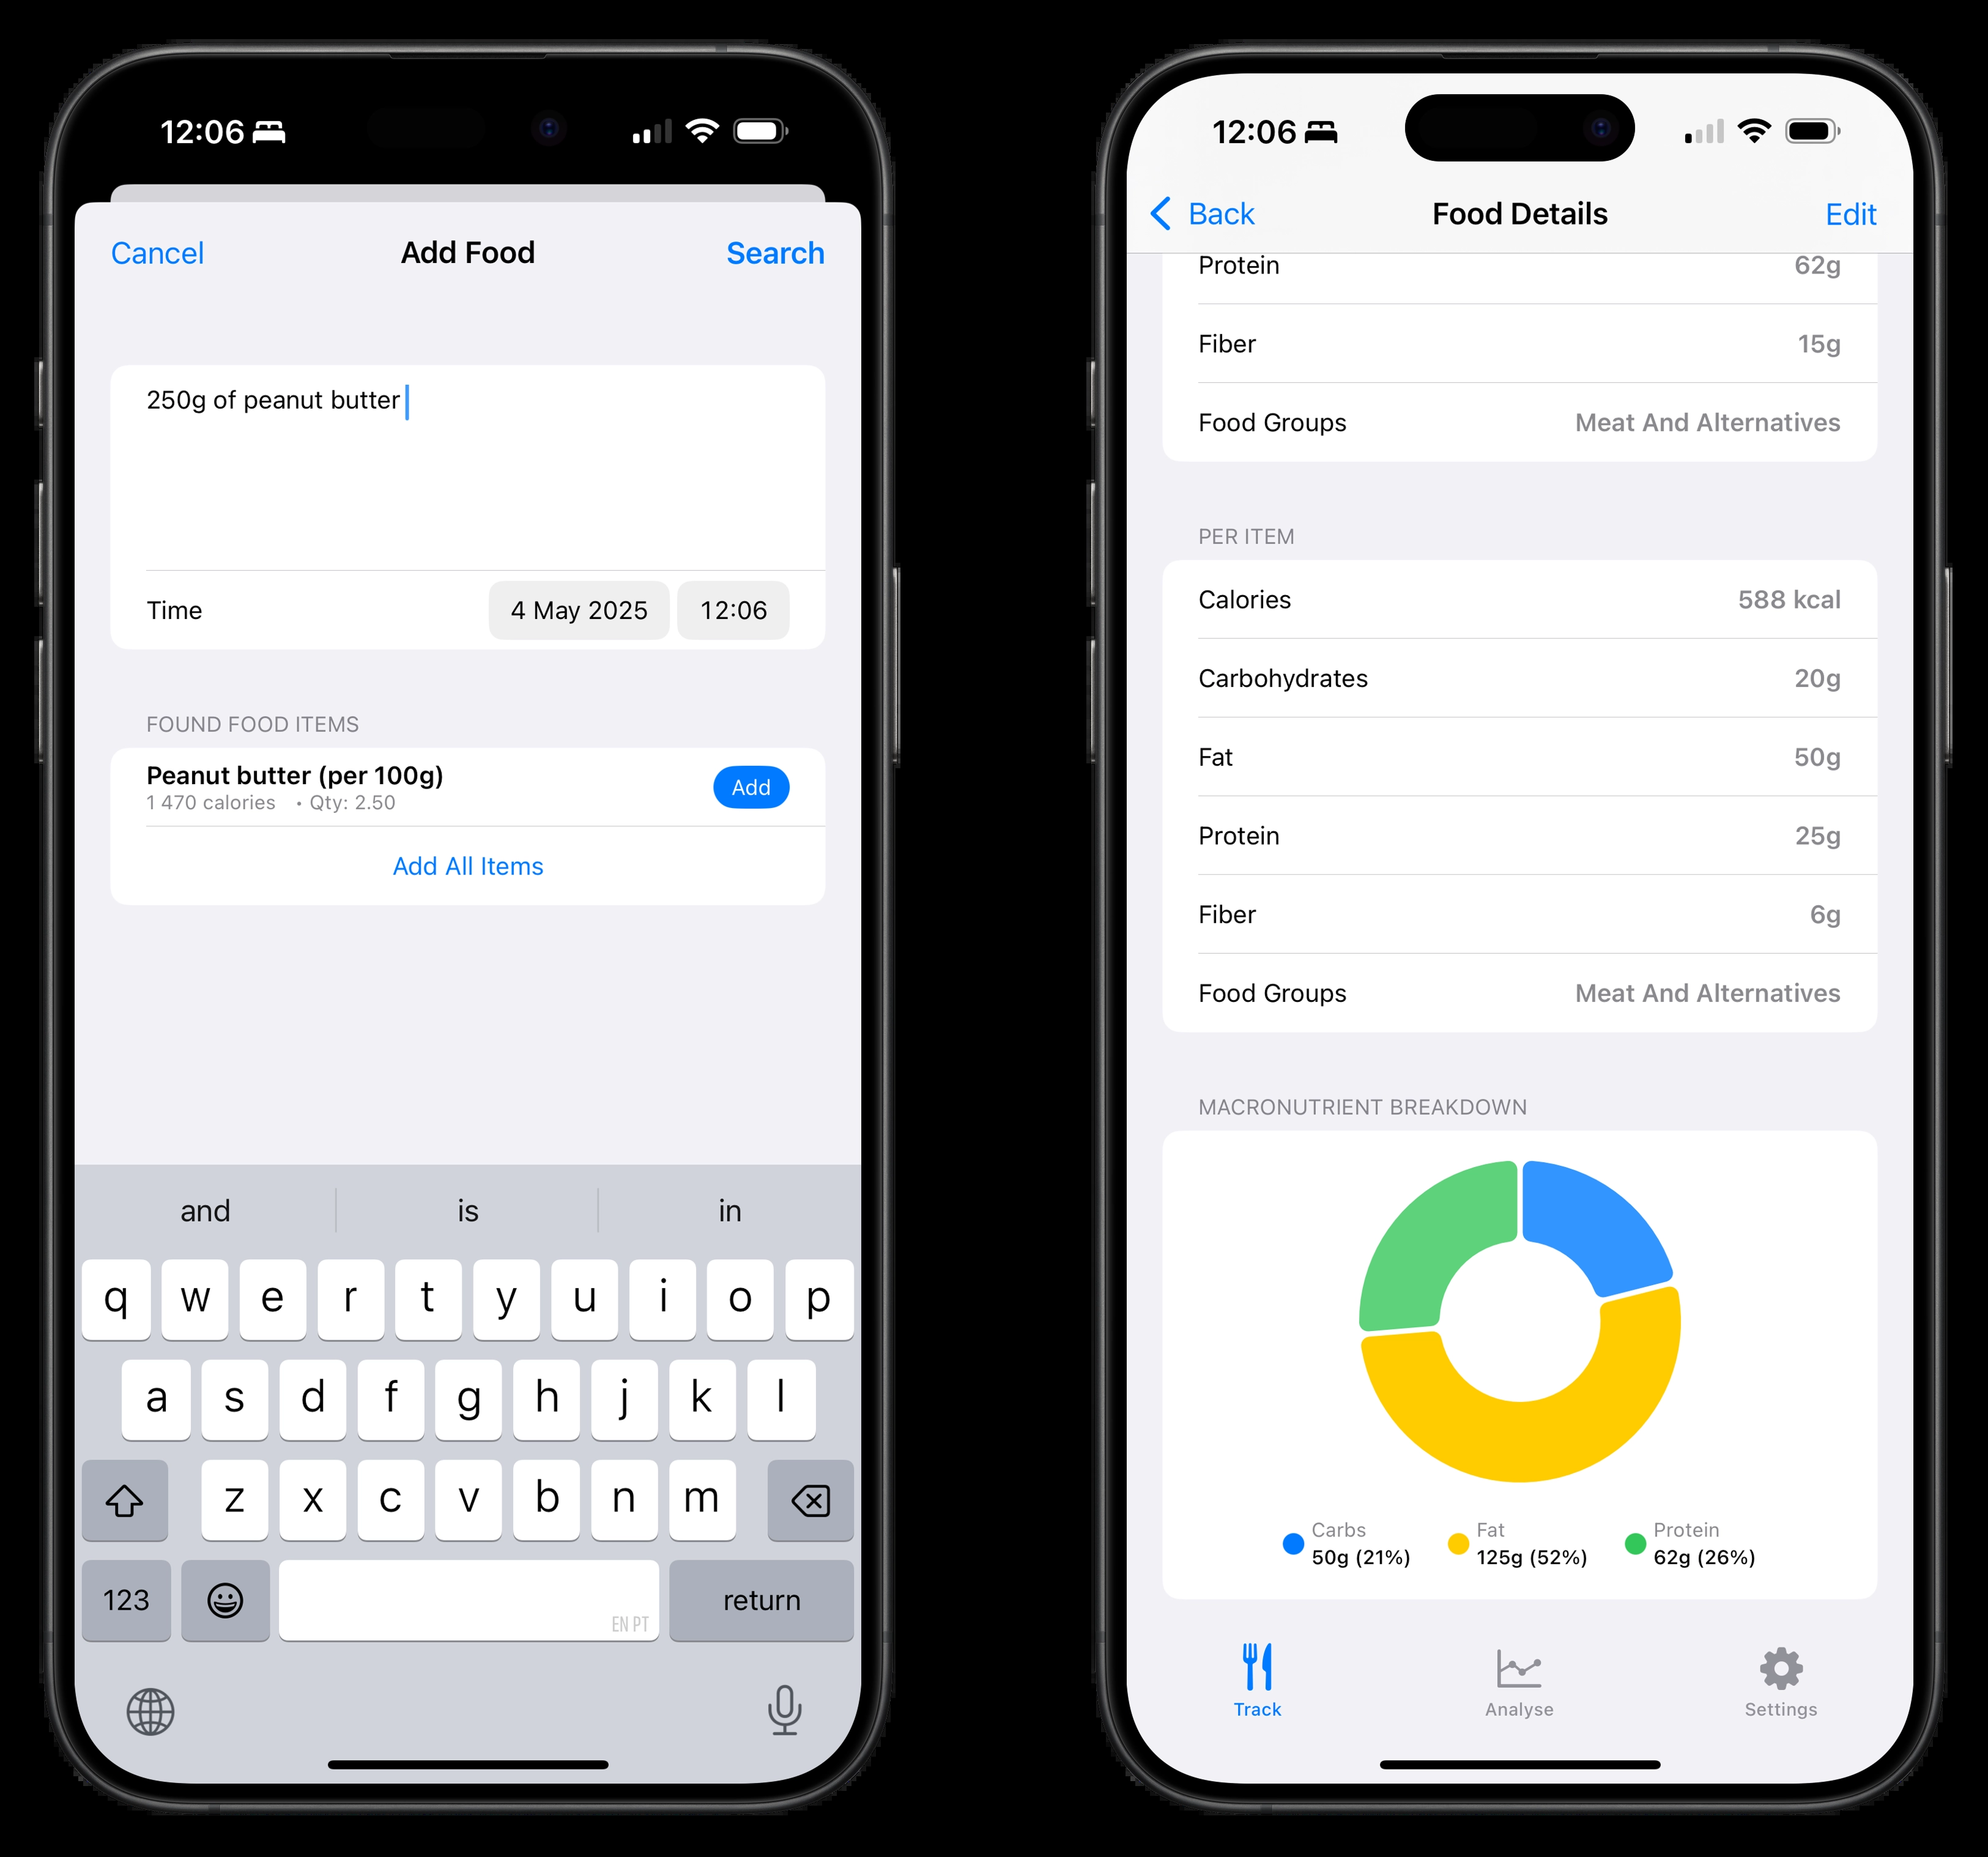 12:06
Cancel
Add Food
Search
250g of peanut butter
Time
4 May 2025
12:06
FOUND FOOD ITEMS
Peanut butter (per 100g)
1 470 calories • Qty: 2.50
Add
Add All Items
and
is
in
q w e r t y u i o p
a s d f g h j k l
z x c v b n m
123
EN PT
return
12:06
Back
Food Details
Edit
Protein 62g
Fiber 15g
Food Groups Meat And Alternatives
PER ITEM
Calories 588 kcal
Carbohydrates 20g
Fat 50g
Protein 25g
Fiber 6g
Food Groups Meat And Alternatives
MACRONUTRIENT BREAKDOWN
Carbs
50g (21%)
Fat
125g (52%)
Protein
62g (26%)
Track
Analyse
Settings